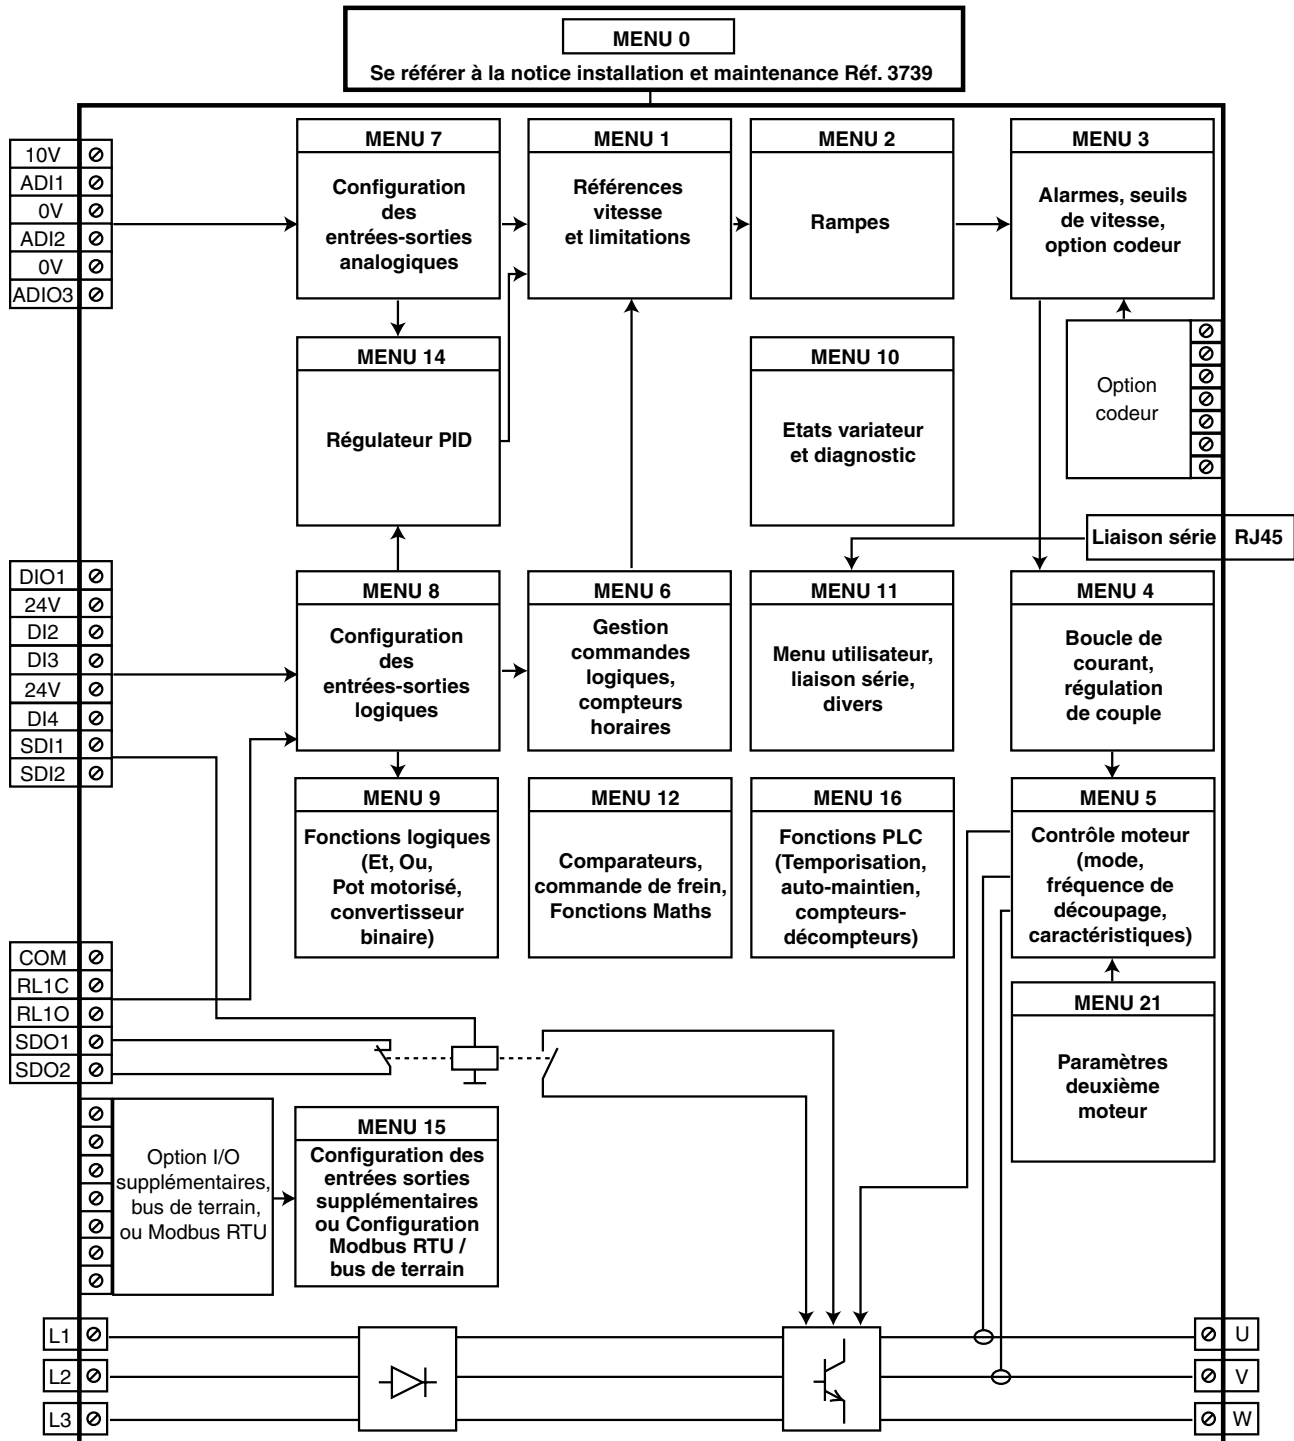 MENU 0
Se référer à la notice installation et maintenance Réf. 3739
10V
ADI1
0V
ADI2
0V
ADIO3
MENU 7
Configuration
des
entrées-sorties
analogiques
MENU 1
Références
vitesse
et limitations
MENU 2
Rampes
MENU 3
Alarmes, seuils
de vitesse,
option codeur
MENU 14
Régulateur PID
MENU 10
Etats variateur
et diagnostic
Option
codeur
Liaison série
RJ45
DIO1
24V
DI2
DI3
24V
DI4
SDI1
SDI2
MENU 8
Configuration
des
entrées-sorties
logiques
MENU 6
Gestion
commandes
logiques,
compteurs
horaires
MENU 11
Menu utilisateur,
liaison série,
divers
MENU 4
Boucle de
courant,
régulation
de couple
MENU 9
Fonctions logiques
(Et, Ou,
Pot motorisé,
convertisseur
binaire)
MENU 12
Comparateurs,
commande de frein,
Fonctions Maths
MENU 16
Fonctions PLC
(Temporisation,
auto-maintien,
compteurs-
décompteurs)
MENU 5
Contrôle moteur
(mode,
fréquence de
découpage,
caractéristiques)
COM
RL1C
RL1O
SDO1
SDO2
MENU 21
Paramètres
deuxième
moteur
Option I/O
supplémentaires,
bus de terrain,
ou Modbus RTU
MENU 15
Configuration des
entrées sorties
supplémentaires
ou Configuration
Modbus RTU /
bus de terrain
L1
L2
L3
U
V
W